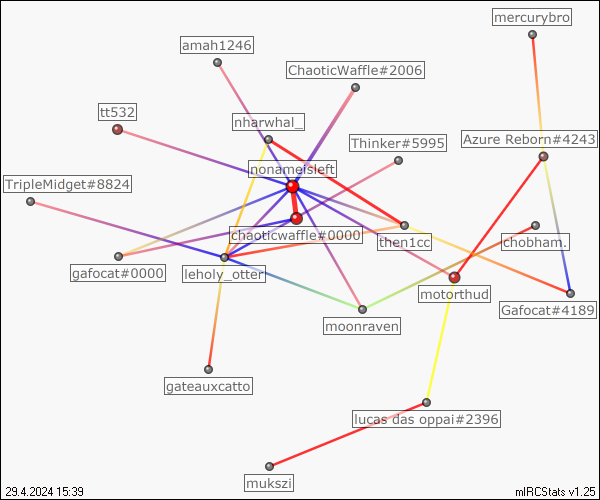 mercurybro
amah1246
ChaoticWaffle#2006
tt532
nharwhal_
Thinker#5995
Azure Reborn#4243
nonameisleft
TripleMidget#8824
chaoticwaffle#0000
then1cc
chobham.
gafocat#0000
leholy_otter
motorthud
Gafocat#4189
moonraven
gateauxcatto
lucas das oppai#2396
mukszi
29.4.2024 15:39
mIRCStats v1.25